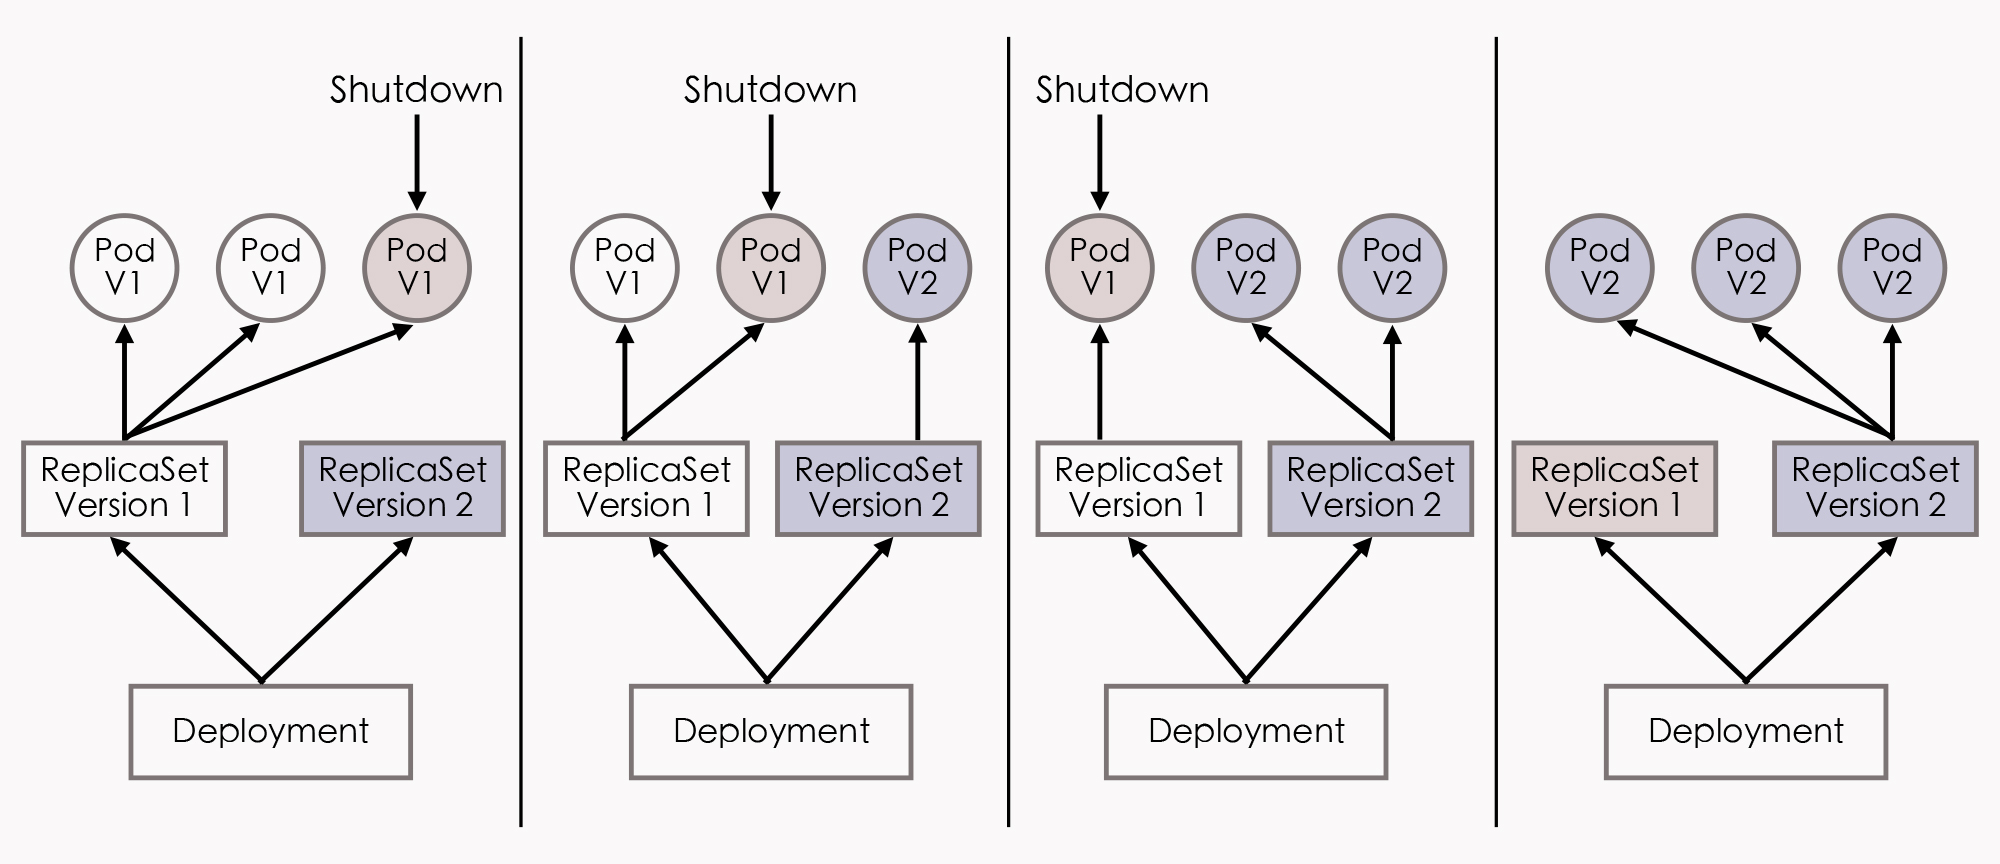 Shutdown
Pod
V1
Pod
V1
Pod
V1
ReplicaSet
Version 1
ReplicaSet
Version 2
Deployment
Shutdown
Pod
V1
Pod
V1
Pod
V2
ReplicaSet
Version 1
ReplicaSet
Version 2
Deployment
Shutdown
Pod
V1
Pod
V2
Pod
V2
ReplicaSet
Version 1
ReplicaSet
Version 2
Deployment
Pod
V2
Pod
V2
Pod
V2
ReplicaSet
Version 1
ReplicaSet
Version 2
Deployment